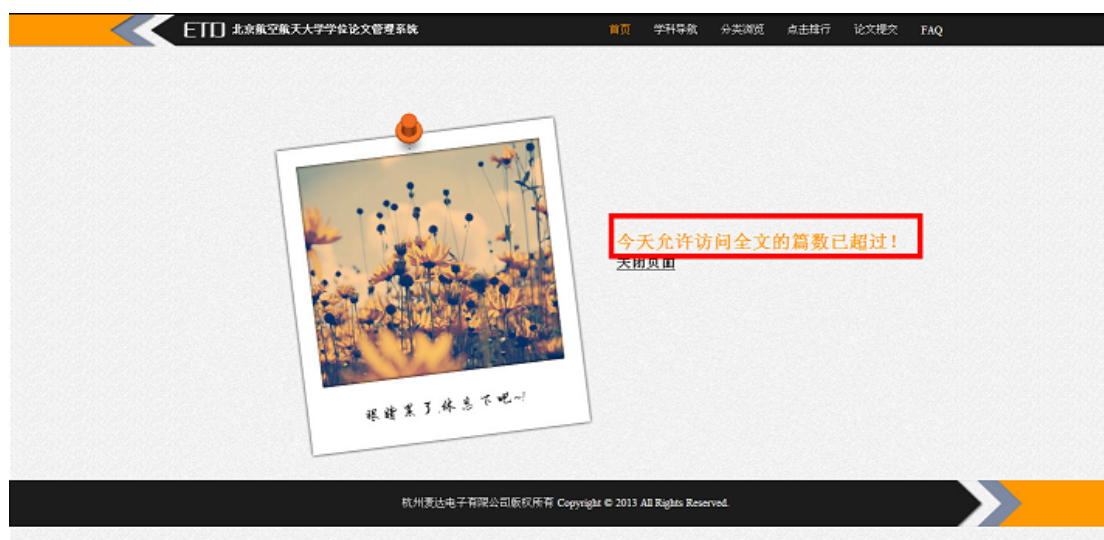 ETD 北京航空航天大学学位论文管理系统
首页 学科导航 分类浏览 点击排行 论文提交 FAQ
今天允许访问全文的篇数已超过！
关闭页面
眼睛累了,休息下吧~!
杭州麦达电子有限公司版权所有 Copyright © 2013 All Rights Reserved.